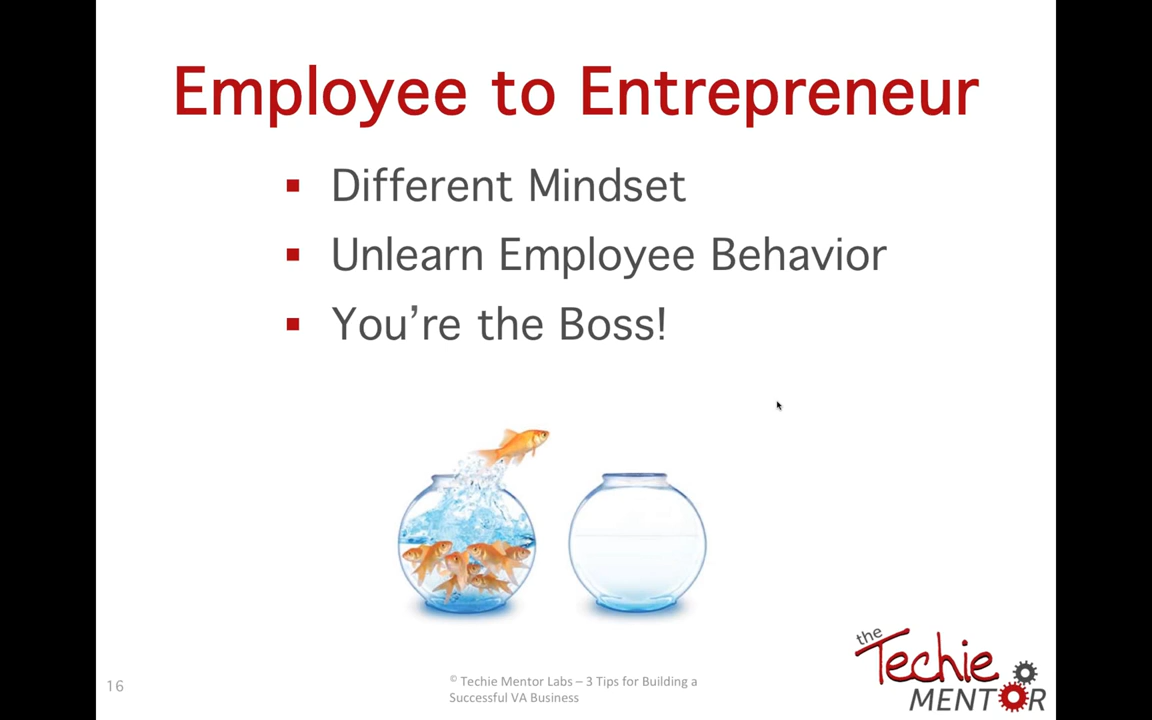 Employee to Entrepreneur
▪ Different Mindset
▪ Unlearn Employee Behavior
▪ You’re the Boss!
16
© Techie Mentor Labs – 3 Tips for Building a
Successful VA Business
the
Techie
MENTOR